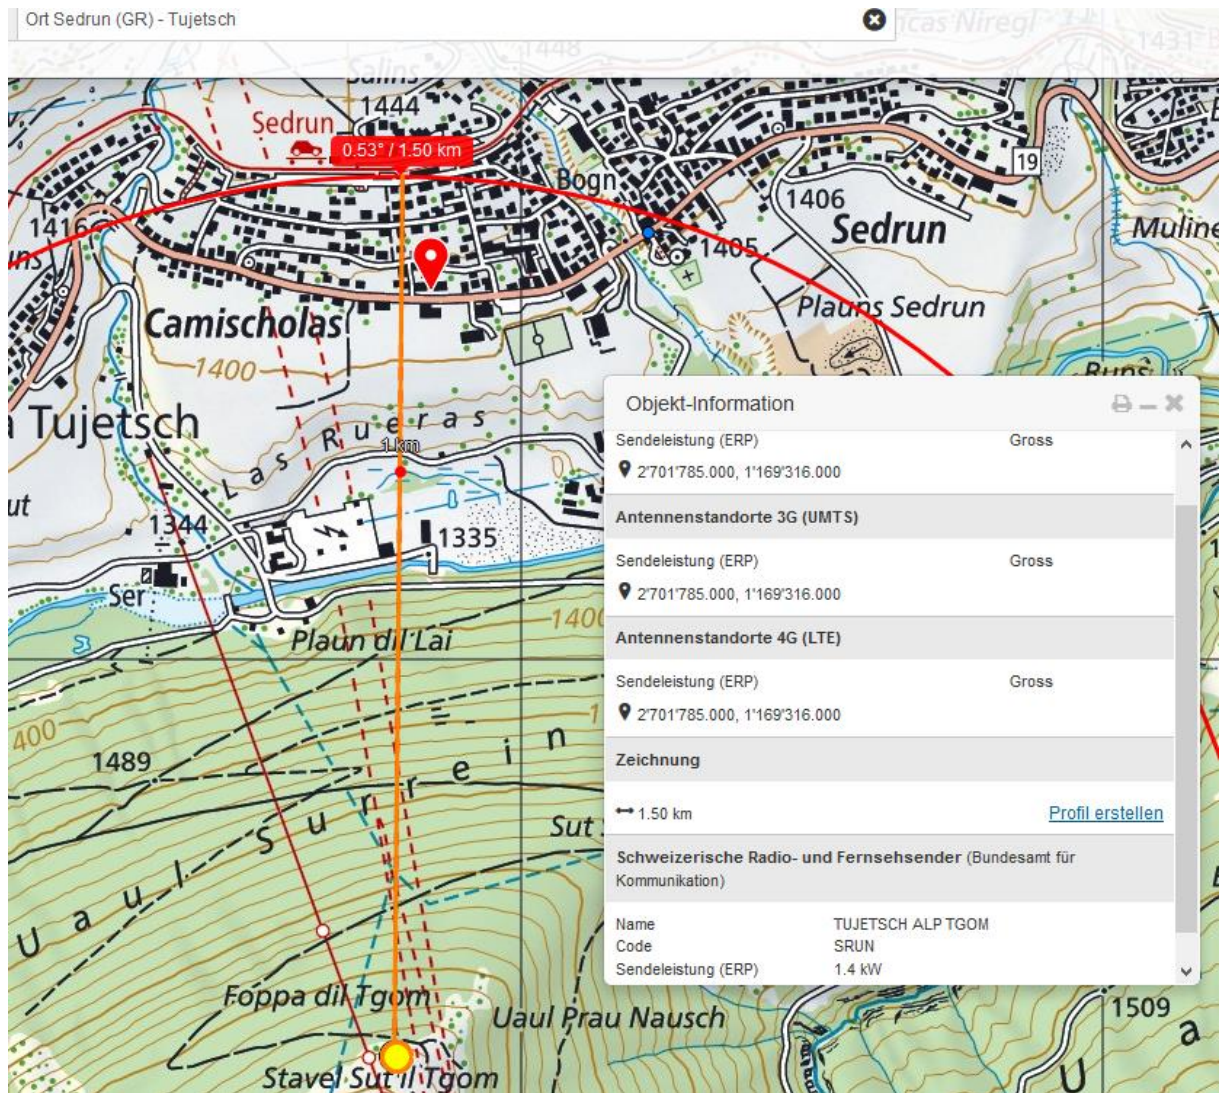 Ort Sedrun (GR) - Tujetsch
1448
1431
Salins
1444
Sedrun
0.53° / 1.50 km
19
Bogn
1406
1416
Sedrun
1405
Muline
Plauns Sedrun
Camischolas
1400
Tujetsch
Las Rueras
1 km
ut
1344
1335
Ser
Plaun dil Lai
1400
400
1489
Uaul Surrein
Sut
Foppa dil Tgom
Uaul Prau Nausch
Stavel Sut il Tgom
1509
U a
Objekt-Information
Sendeleistung (ERP) Gross
2'701'785.000, 1'169'316.000
Antennenstandorte 3G (UMTS)
Sendeleistung (ERP) Gross
2'701'785.000, 1'169'316.000
Antennenstandorte 4G (LTE)
Sendeleistung (ERP) Gross
2'701'785.000, 1'169'316.000
Zeichnung
1.50 km Profil erstellen
Schweizerische Radio- und Fernsehsender (Bundesamt für
Kommunikation)
Name TUJETSCH ALP TGOM
Code SRUN
Sendeleistung (ERP) 1.4 kW